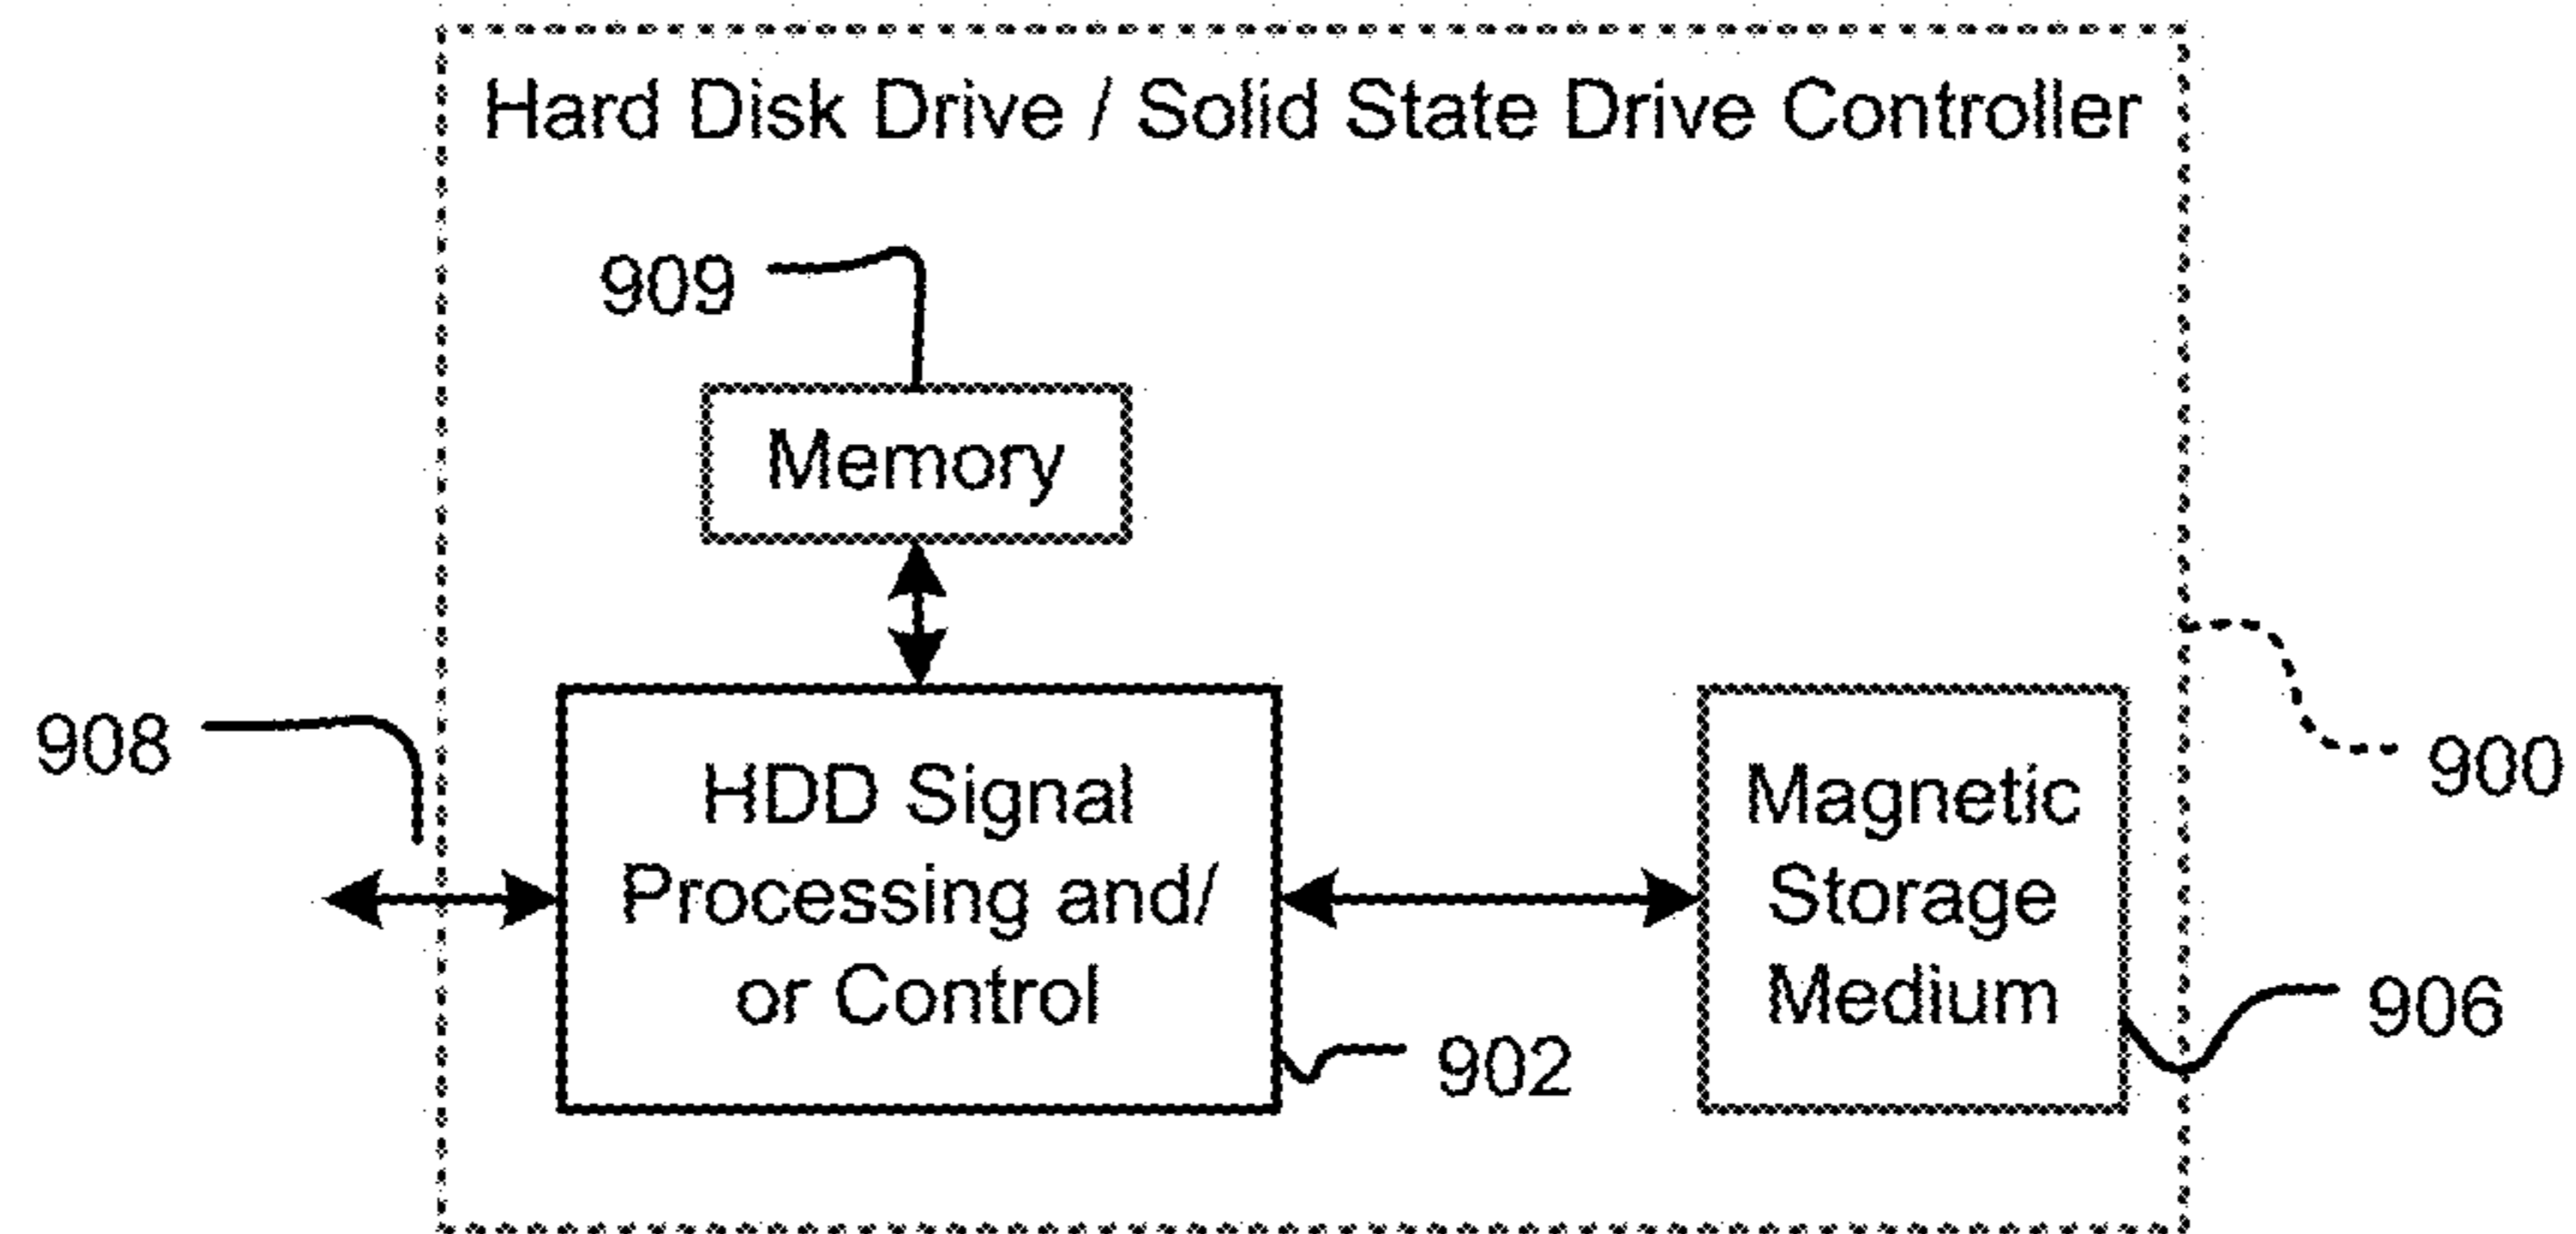 Hard Disk Drive / Solid State Drive Controller
909
Memory
908
HDD Signal
Processing and/
or Control
902
Magnetic
Storage
Medium
900
906